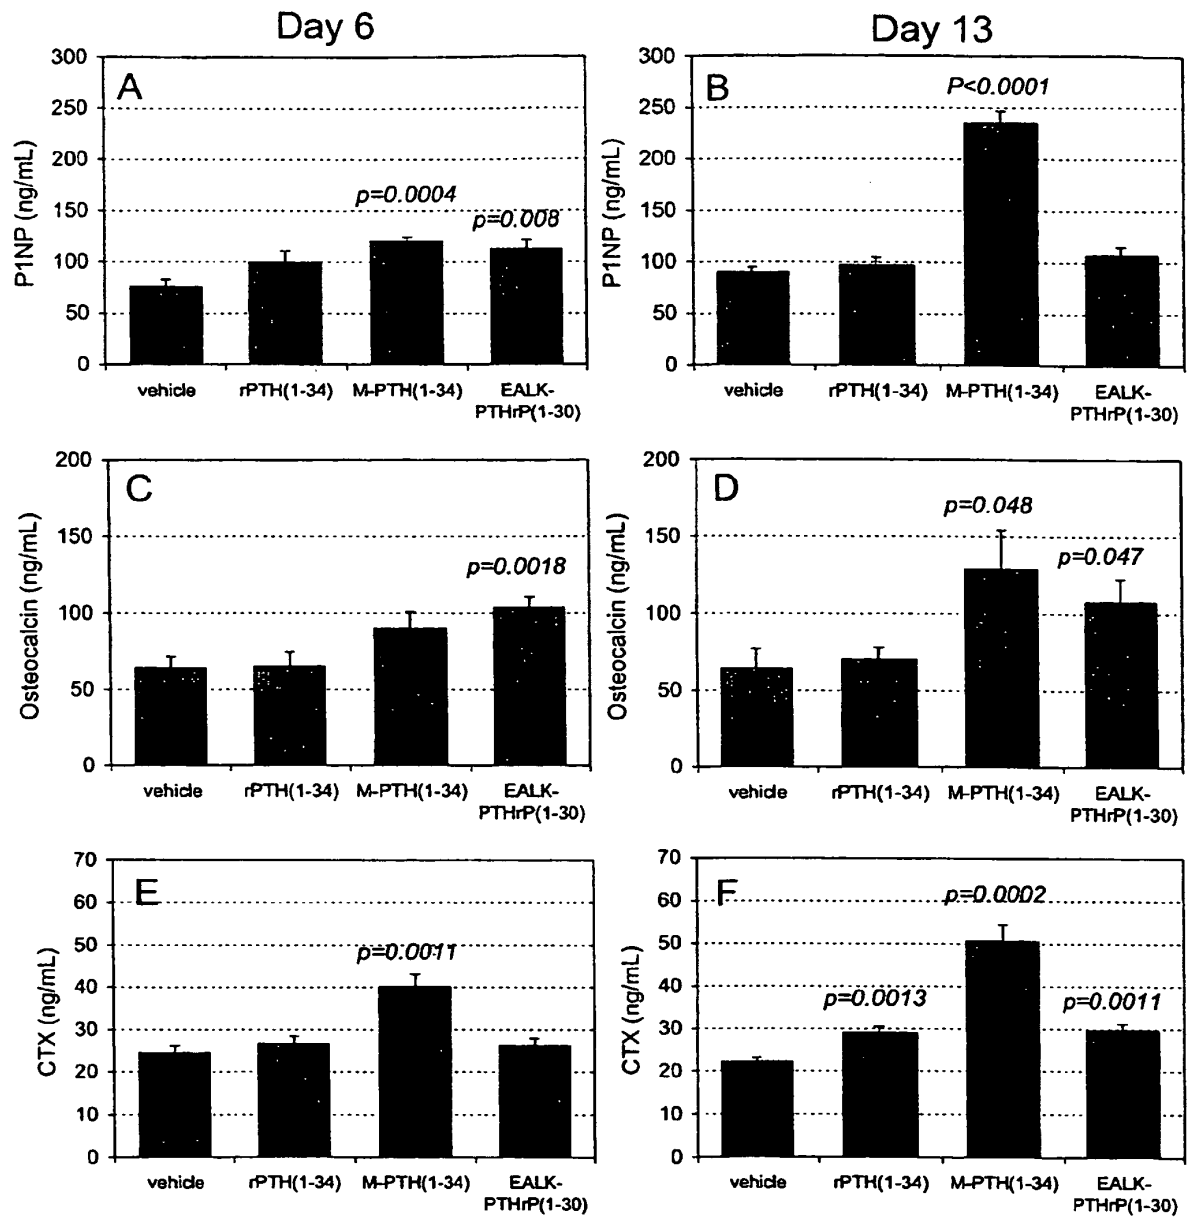 Day 6
Day 13
A
P1NP (ng/mL)
300
250
200
150
100
50
0
p=0.0004
p=0.008
vehicle rPTH(1-34) M-PTH(1-34) EALK-
PTHrP(1-30)
B
P1NP (ng/mL)
300
250
200
150
100
50
0
P<0.0001
vehicle rPTH(1-34) M-PTH(1-34) EALK-
PTHrP(1-30)
C
Osteocalcin (ng/mL)
200
150
100
50
0
p=0.0018
vehicle rPTH(1-34) M-PTH(1-34) EALK-
PTHrP(1-30)
D
Osteocalcin (ng/mL)
200
150
100
50
0
p=0.048
p=0.047
vehicle rPTH(1-34) M-PTH(1-34) EALK-
PTHrP(1-30)
E
CTX (ng/mL)
70
60
50
40
30
20
10
0
p=0.0011
vehicle rPTH(1-34) M-PTH(1-34) EALK-
PTHrP(1-30)
F
CTX (ng/mL)
70
60
50
40
30
20
10
0
p=0.0002
p=0.0013
p=0.0011
vehicle rPTH(1-34) M-PTH(1-34) EALK-
PTHrP(1-30)